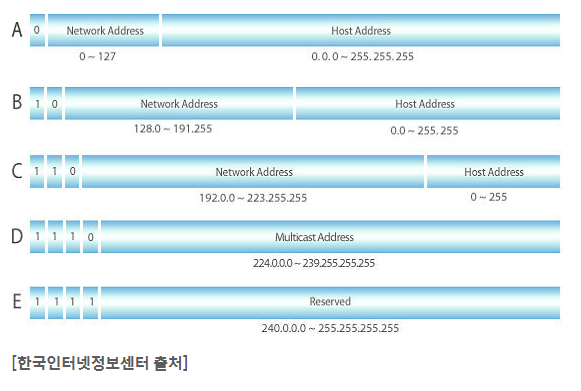 A 0 Network Address Host Address
0 ~ 127 0.0.0 ~ 255.255.255
B 1 0 Network Address Host Address
128.0 ~ 191.255 0.0 ~ 255.255
C 1 1 0 Network Address Host Address
192.0.0 ~ 223.255.255 0 ~ 255
D 1 1 1 0 Multicast Address
224.0.0.0 ~ 239.255.255.255
E 1 1 1 1 Reserved
240.0.0.0 ~ 255.255.255.255
[한국인터넷정보센터 출처]